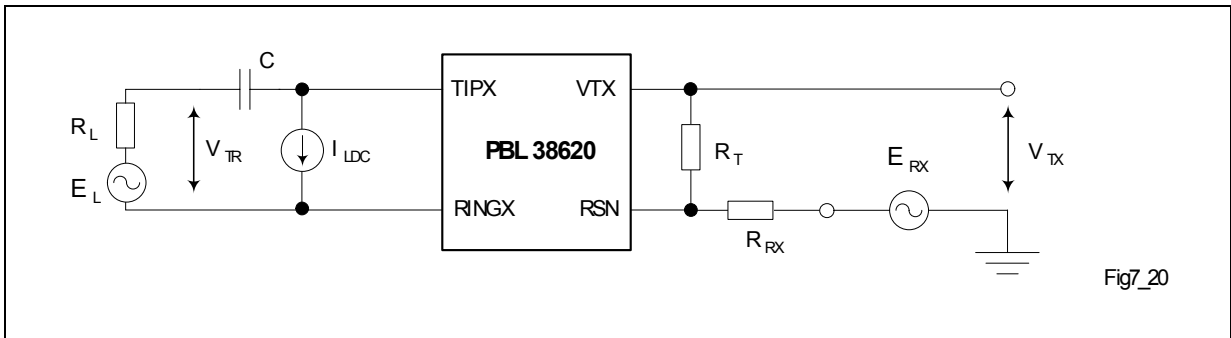 C
TIPX
VTX
R L
V TR
I LDC
PBL 38620
R T
E RX
V TX
E L
RINGX
RSN
R RX
Fig7_20